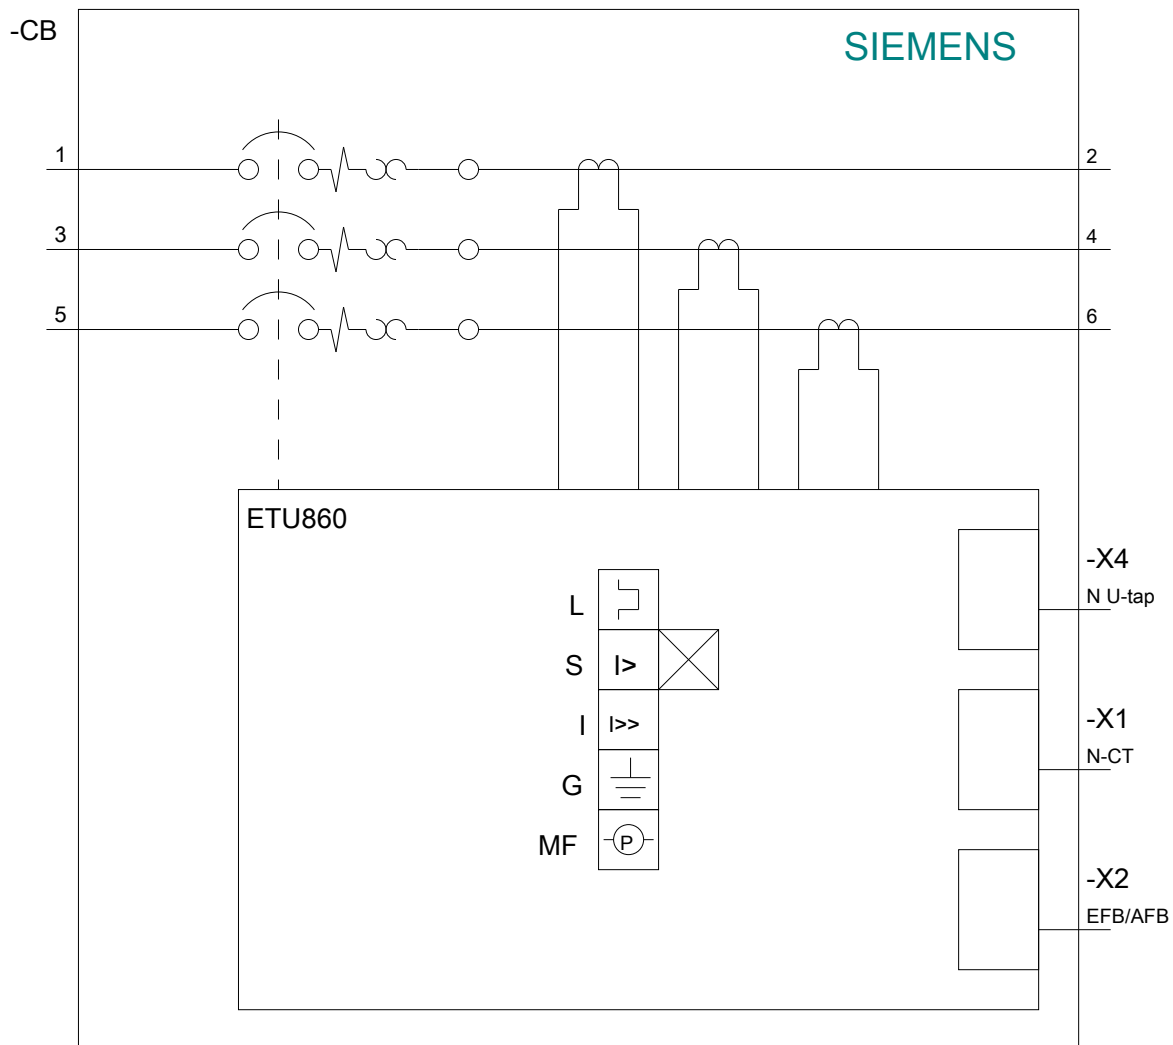 -CB
SIEMENS
1
2
3
4
5
6
ETU860
-X4
N U-tap
L
S
I>
I
I>>
-X1
N-CT
G
MF
P
-X2
EFB/AFB